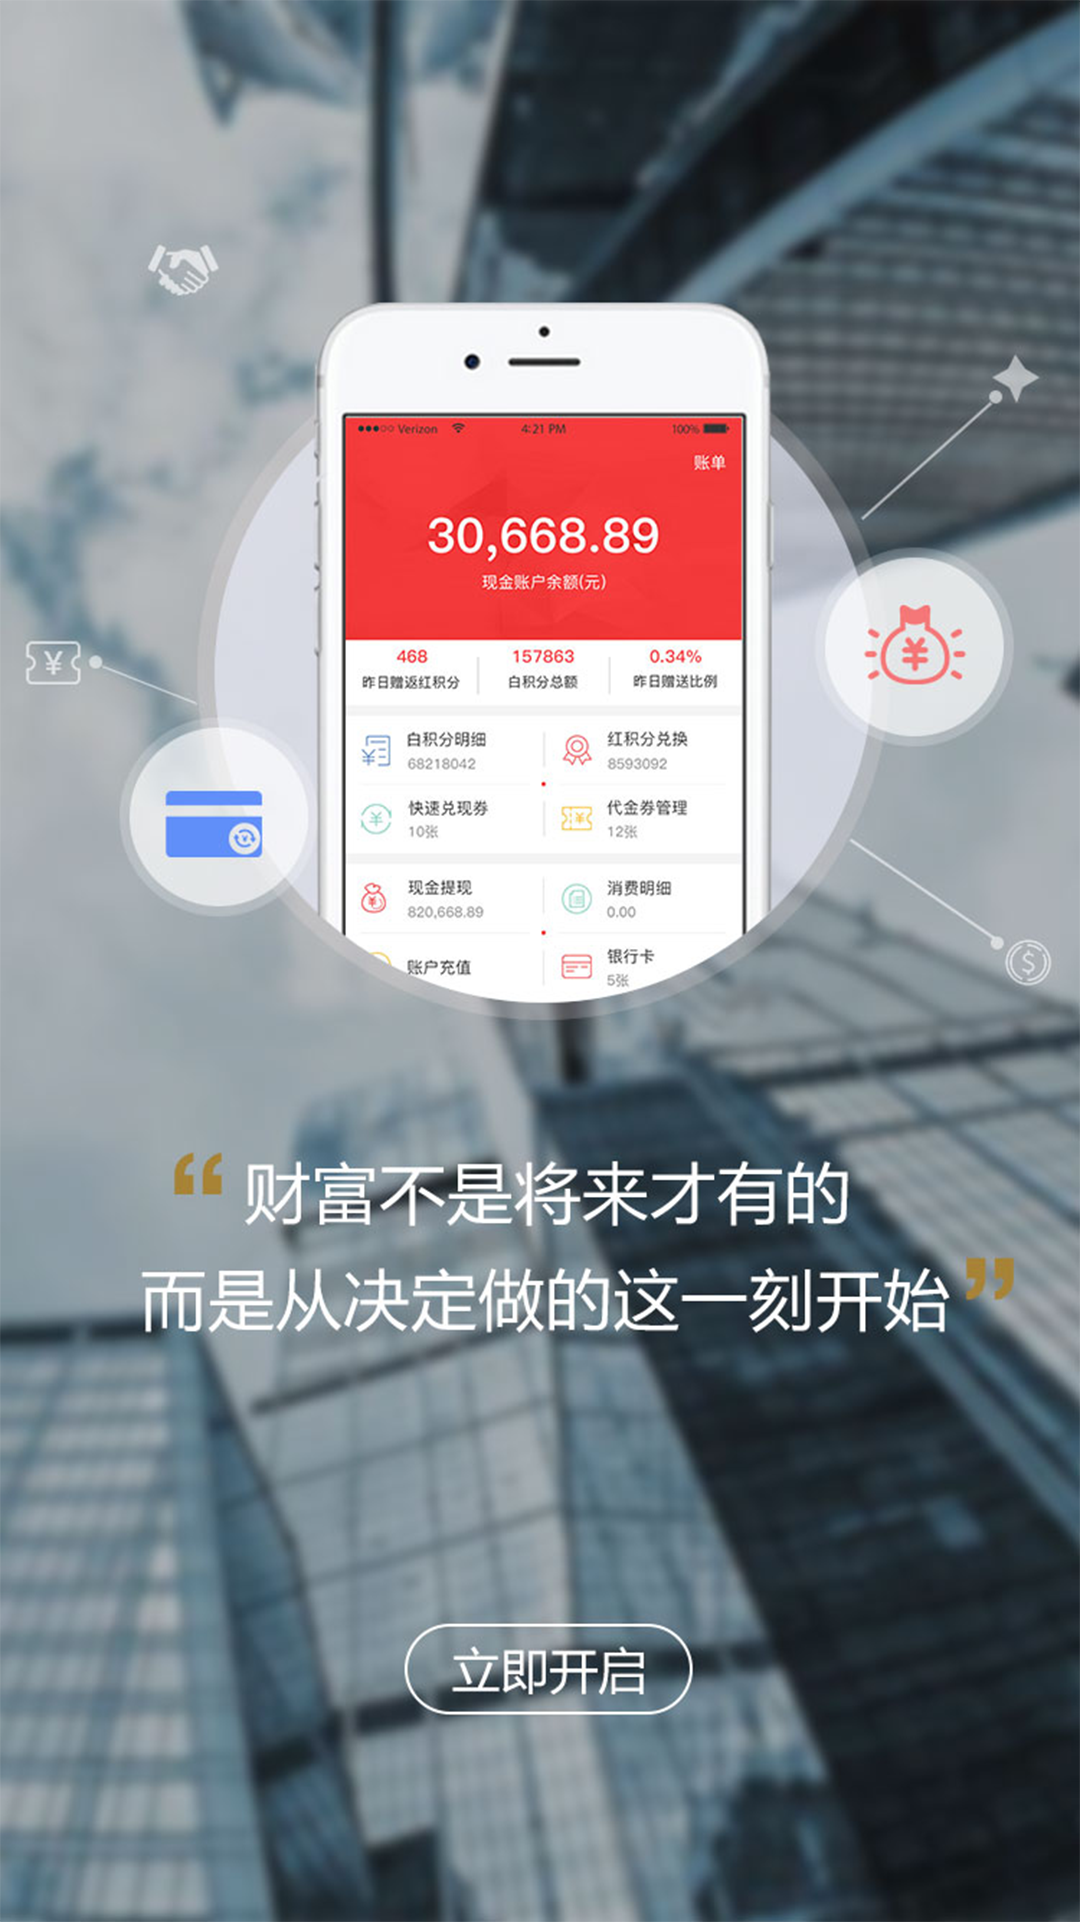 Verizon 4:21 PM 100%
账单
30,668.89
现金账户余额(元)
468 157863 0.34%
昨日赠返红积分 白积分总额 昨日赠送比例
白积分明细 红积分兑换
68218042 8593092
快速兑现券 代金券管理
10张 12张
现金提现 消费明细
820,668.89 0.00
账户充值 银行卡
5张
“财富不是将来才有的
而是从决定做的这一刻开始”
立即开启